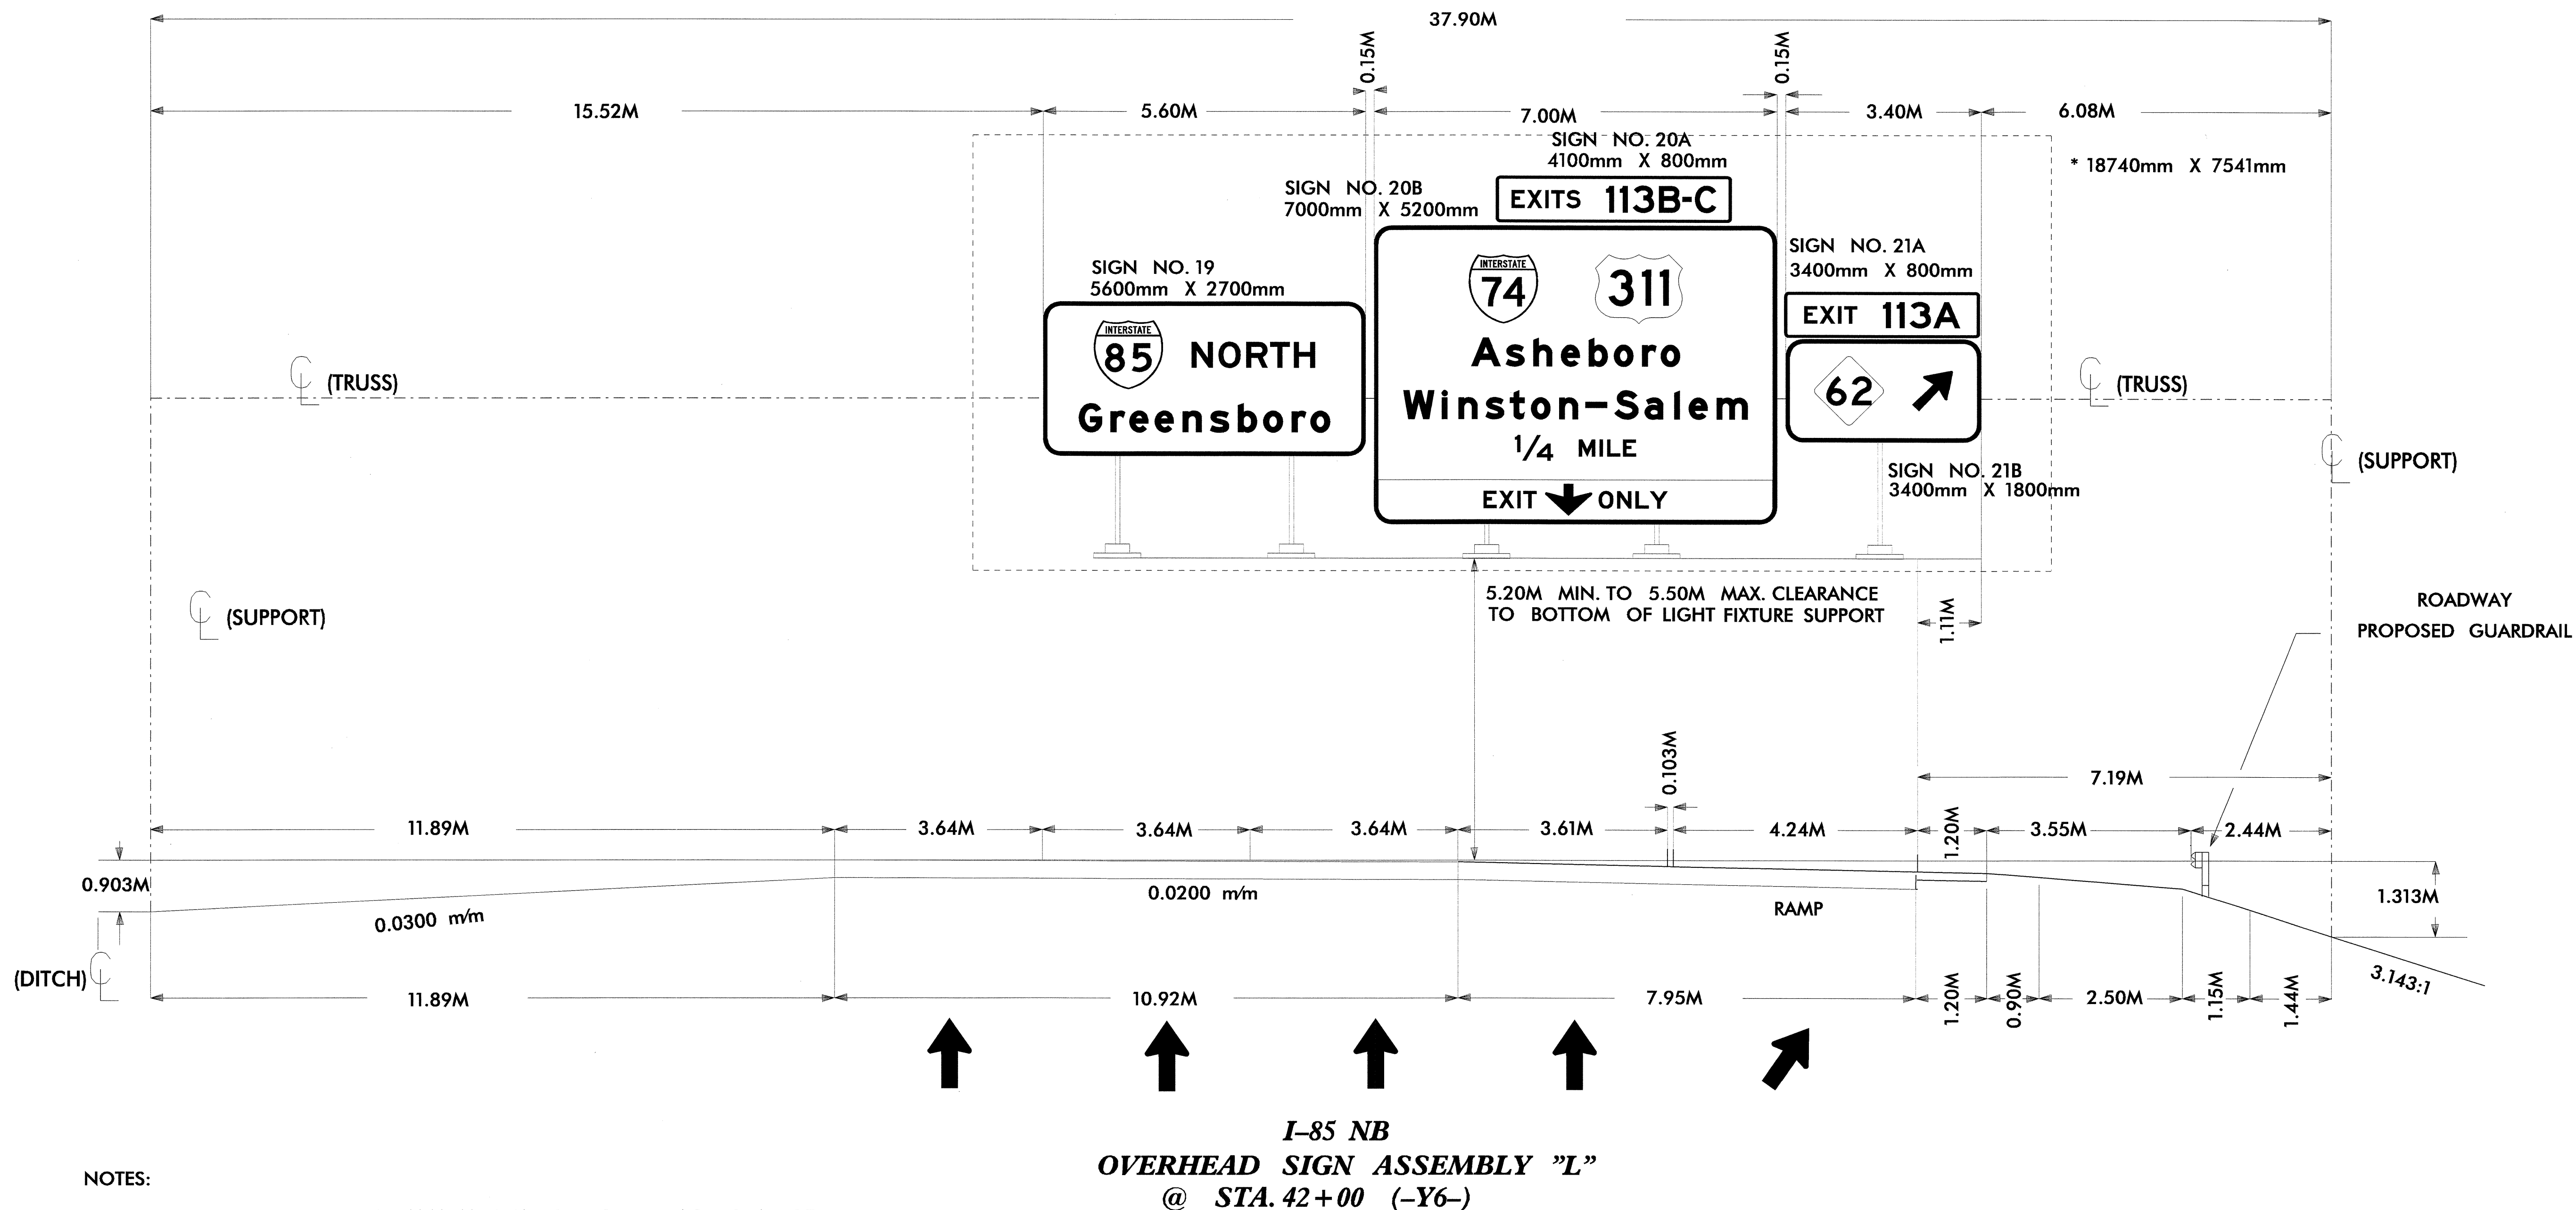 37.90M
0.15M
0.15M
15.52M
5.60M
7.00M
3.40M
6.08M
SIGN NO. 20A
4100mm X 800mm
* 18740mm X 7541mm
SIGN NO. 20B
7000mm X 5200mm
EXITS 113B-C
SIGN NO. 21A
3400mm X 800mm
SIGN NO. 19
5600mm X 2700mm
INTERSTATE
74
311
EXIT 113A
INTERSTATE
85
NORTH
Greensboro
Asheboro
Winston-Salem
1/4 MILE
EXIT ONLY
62
CL (TRUSS)
CL (TRUSS)
CL (SUPPORT)
SIGN NO. 21B
3400mm X 1800mm
5.20M MIN. TO 5.50M MAX. CLEARANCE
TO BOTTOM OF LIGHT FIXTURE SUPPORT
1.11M
CL (SUPPORT)
ROADWAY
PROPOSED GUARDRAIL
0.103M
7.19M
11.89M
3.64M
3.64M
3.64M
3.61M
4.24M
1.20M
3.55M
2.44M
0.903M
0.0300 m/m
0.0200 m/m
RAMP
1.313M
(DITCH) CL
3.143:1
11.89M
10.92M
7.95M
1.20M
0.90M
2.50M
1.15M
1.44M
I-85 NB
OVERHEAD SIGN ASSEMBLY "L"
@ STA. 42+00 (-Y6-)
NOTES: